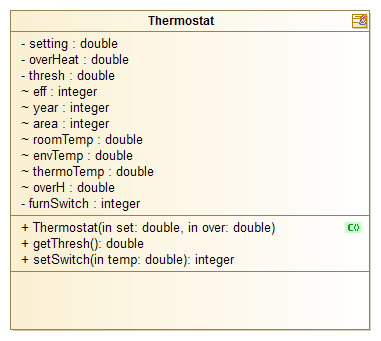 Thermostat
- setting : double
- overHeat : double
- thresh : double
~ eff : integer
~ year : integer
~ area : integer
~ roomTemp : double
~ envTemp : double
~ thermoTemp : double
~ overH : double
- furnSwitch : integer
+ Thermostat(in set: double, in over: double)
C()
+ getThresh(): double
+ setSwitch(in temp: double): integer